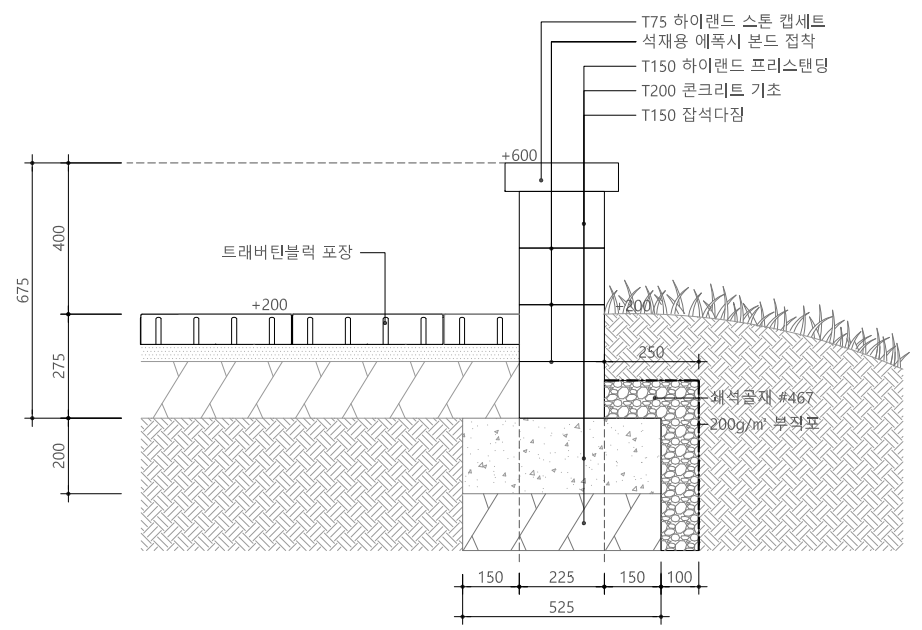 T75 하이랜드 스톤 캡세트
석재용 에폭시 본드 접착
T150 하이랜드 프리스탠딩
T200 콘크리트 기초
T150 잡석다짐
+600
400
675
트래버틴블럭 포장
+200
+200
275
250
쇄석골재 #467
200g/㎡ 부직포
200
150
225
150
100
525